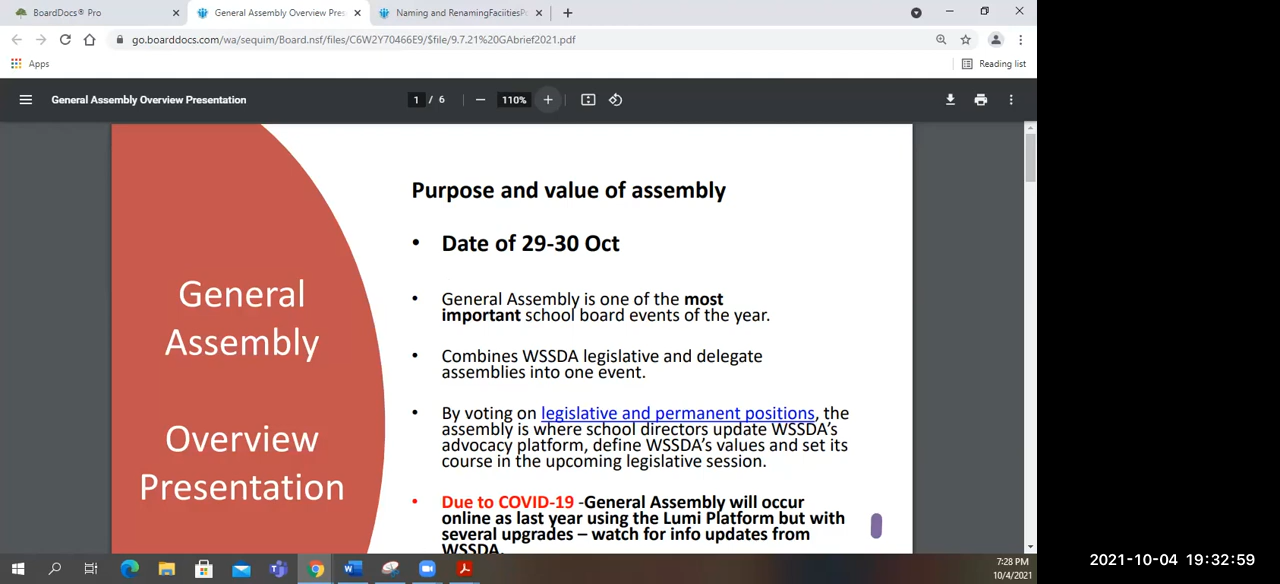 BoardDocs® Pro
General Assembly Overview Pres
Naming and RenamingFaciitiesPo
go.boarddocs.com/wa/sequim/Board.nsf/files/C6W2Y70466E9/$file/9.7.21%20GAbrief2021.pdf
Apps
Reading list
General Assembly Overview Presentation
1 / 6
110%
General
Assembly
Overview
Presentation
Purpose and value of assembly
• Date of 29-30 Oct
• General Assembly is one of the most
important school board events of the year.
• Combines WSSDA legislative and delegate
assemblies into one event.
• By voting on legislative and permanent positions, the
assembly is where school directors update WSSDA's
advocacy platform, define WSSDA's values and set its
course in the upcoming legislative session.
• Due to COVID-19 -General Assembly will occur
online as last year using the Lumi Platform but with
several upgrades – watch for info updates from
WSSDA.
7:28 PM
10/4/2021
2021-10-04 19:32:59